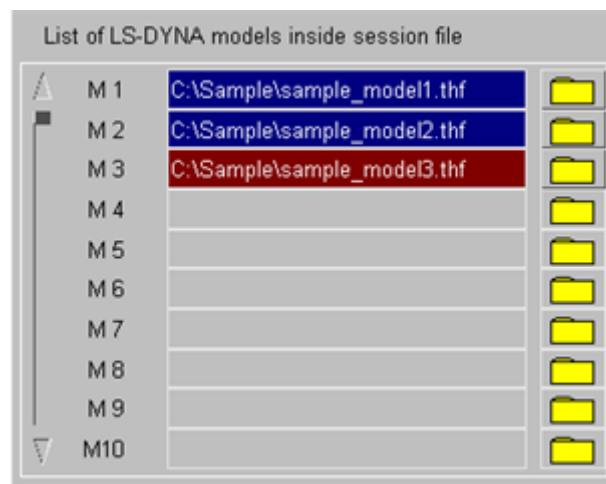 List of LS-DYNA models inside session file
M 1 C:\Sample\sample_model1.thf
M 2 C:\Sample\sample_model2.thf
M 3 C:\Sample\sample_model3.thf
M 4
M 5
M 6
M 7
M 8
M 9
M10